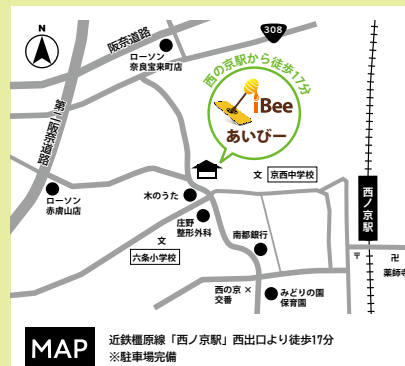 N
308
阪奈道路
ローソン
奈良宝来町店
西の京駅から徒歩17分
iBee
あいびー
第二阪奈道路
文 京西中学校
ローソン
赤膚山店
木のうた
庄野
整形外科
西ノ京駅
文
六条小学校
南都銀行
〒
卍
薬師寺
西の京 ×
交番
みどりの園
保育園
MAP
近鉄橿原線「西ノ京駅」西出口より徒歩17分
※駐車場完備